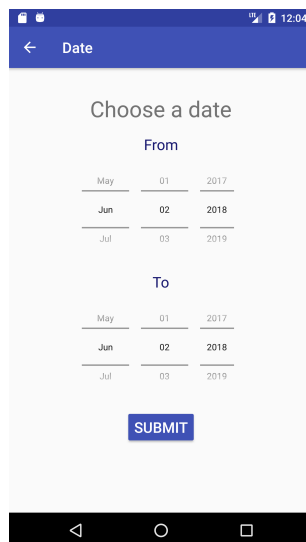 LTE 12:04
Date
Choose a date
From
May 01 2017
Jun 02 2018
Jul 03 2019
To
May 01 2017
Jun 02 2018
Jul 03 2019
SUBMIT